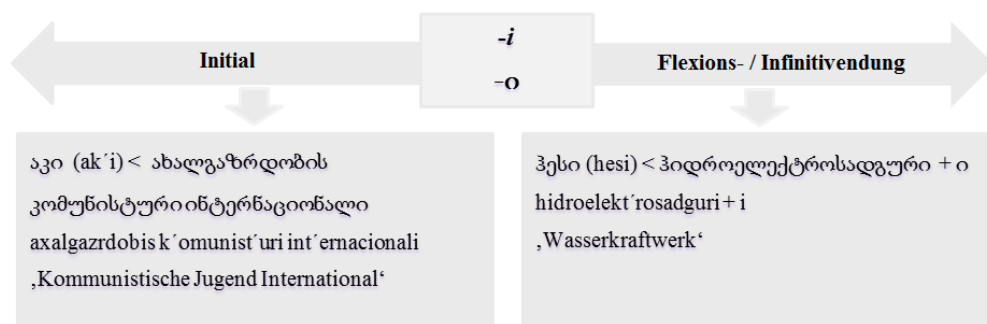 -i
-ი
Initial
Flexions- / Infinitivendung
აკი (ak´i) < ახალგაზრდობის
კომუნისტური ინტერნაციონალი
axalgazrdobis k´omunist´uri int´ernacionali
‚Kommunistische Jugend International‘
ჰესი (hesi) < ჰიდროელექტროსადგური + ი
hidroelekt´rosadguri + i
‚Wasserkraftwerk‘